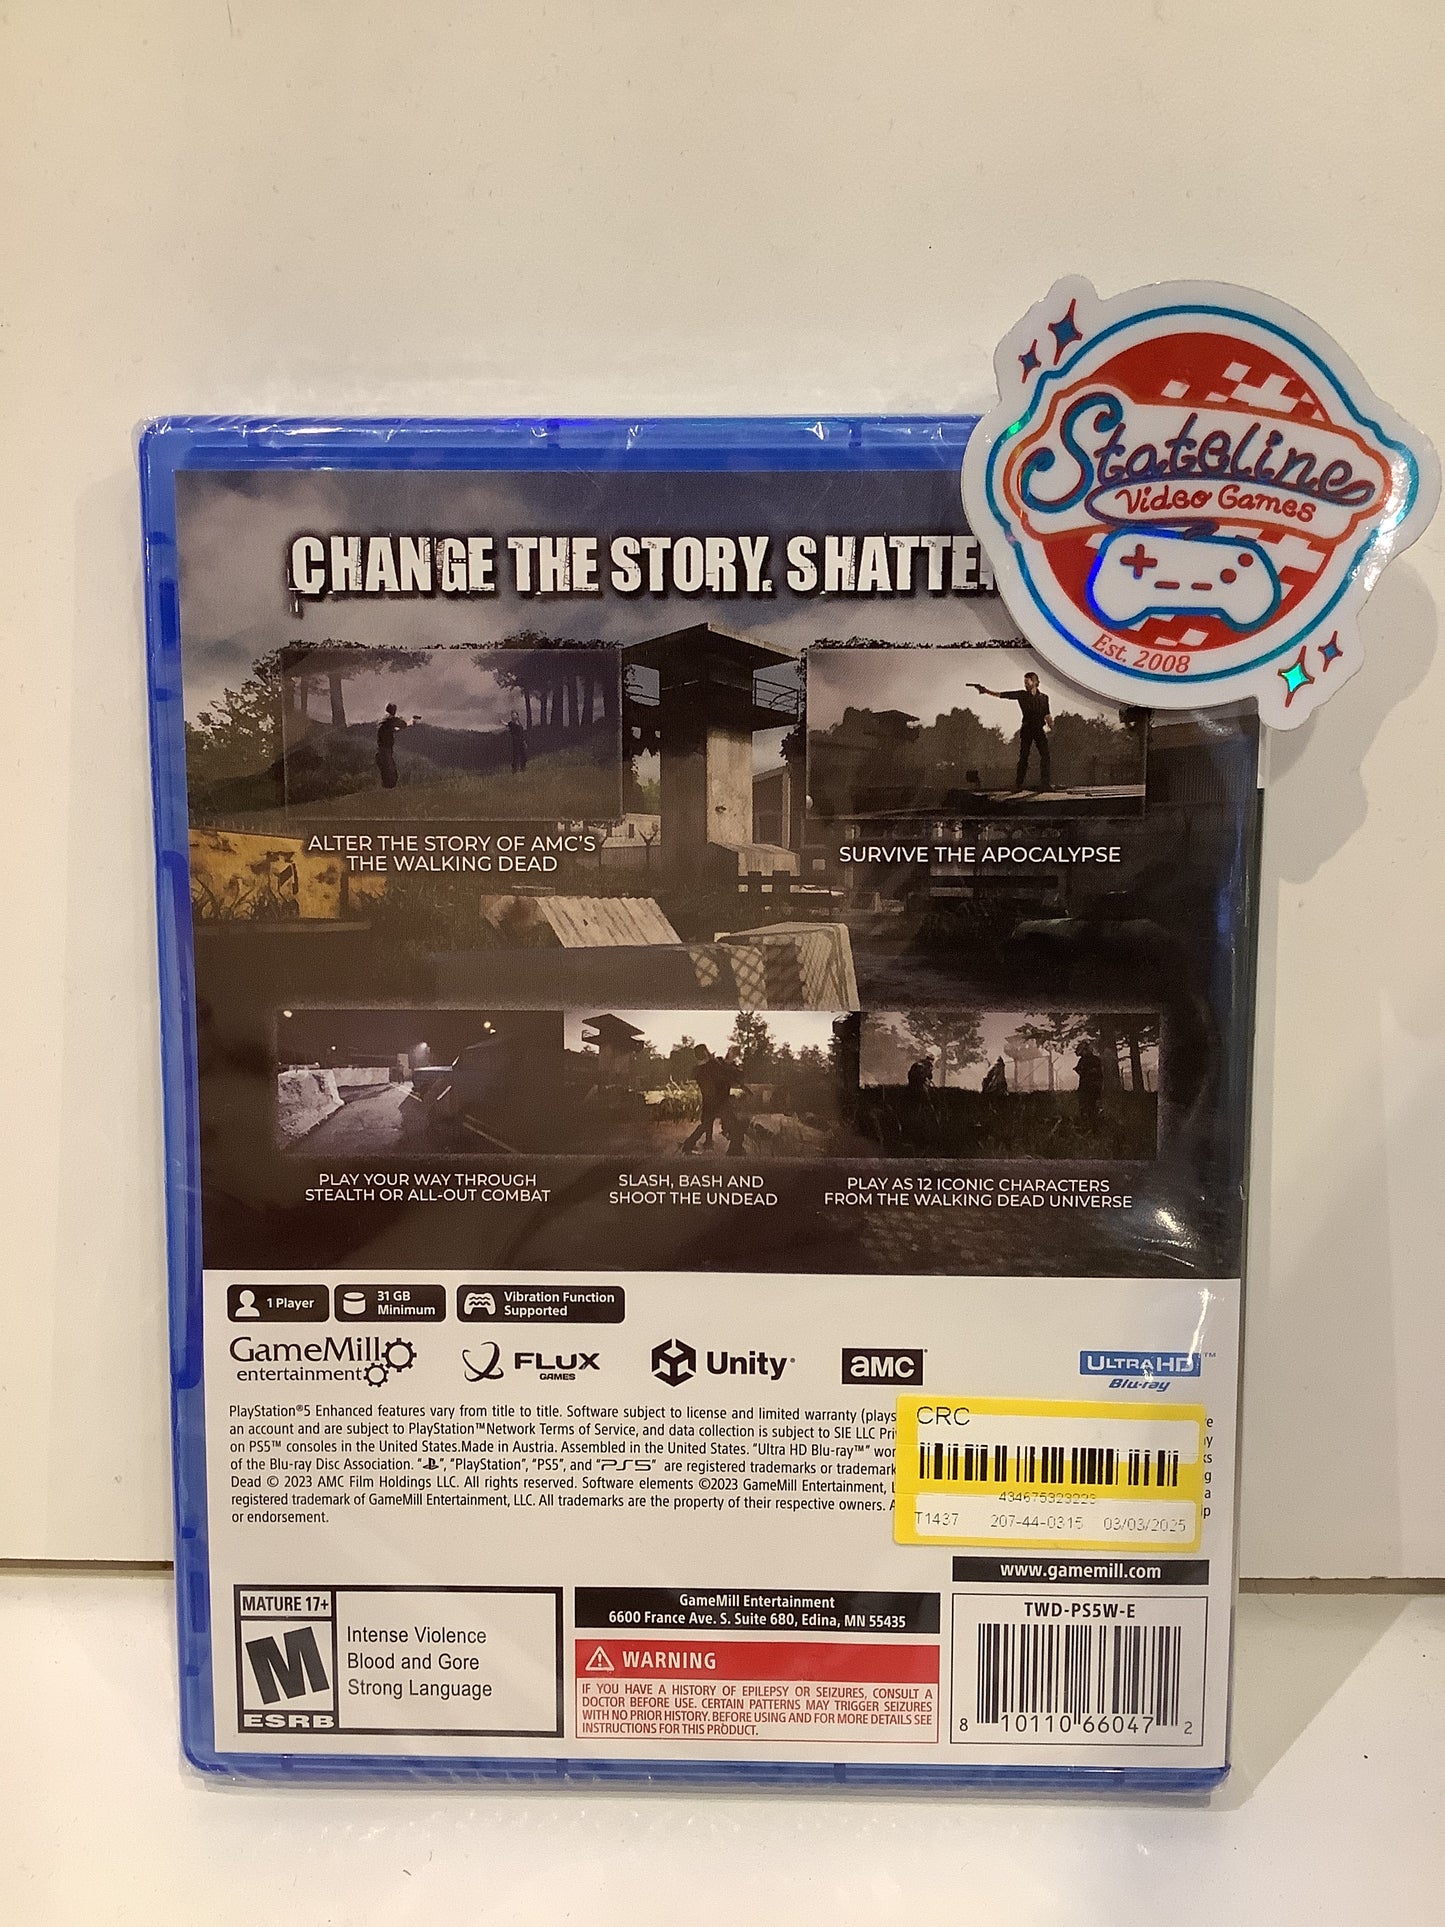 Stateline
Video Games
Est. 2008
CHANGE THE STORY. SHATTE
ALTER THE STORY OF AMC'S
THE WALKING DEAD
SURVIVE THE APOCALYPSE
PLAY YOUR WAY THROUGH
STEALTH OR ALL-OUT COMBAT
SLASH, BASH AND
SHOOT THE UNDEAD
PLAY AS 12 ICONIC CHARACTERS
FROM THE WALKING DEAD UNIVERSE
1 Player
31 GB
Minimum
Vibration Function
Supported
GameMill
entertainment
FLUX
GAMES
Unity
aMC
ULTRA HD™
Blu-ray
PlayStation®5 Enhanced features vary from title to title. Software subject to license and limited warranty (plays
an account and are subject to PlayStation™Network Terms of Service, and data collection is subject to SIE LLC Pri
on PS5™ consoles in the United States.Made in Austria. Assembled in the United States. "Ultra HD Blu-ray™" wor
of the Blu-ray Disc Association. " ", "PlayStation", "PS5", and "PS5" are registered trademarks or trademark
Dead © 2023 AMC Film Holdings LLC. All rights reserved. Software elements ©2023 GameMill Entertainment, L
registered trademark of GameMill Entertainment, LLC. All trademarks are the property of their respective owners. A
or endorsement.
CRC
434675323223
T1437 207-44-0315 03/03/2025
www.gamemill.com
MATURE 17+
M
ESRB
Intense Violence
Blood and Gore
Strong Language
GameMill Entertainment
6600 France Ave. S. Suite 680, Edina, MN 55435
WARNING
IF YOU HAVE A HISTORY OF EPILEPSY OR SEIZURES, CONSULT A
DOCTOR BEFORE USE. CERTAIN PATTERNS MAY TRIGGER SEIZURES
WITH NO PRIOR HISTORY. BEFORE USING AND FOR MORE DETAILS SEE
INSTRUCTIONS FOR THIS PRODUCT.
TWD-PS5W-E
8 10110 66047 2